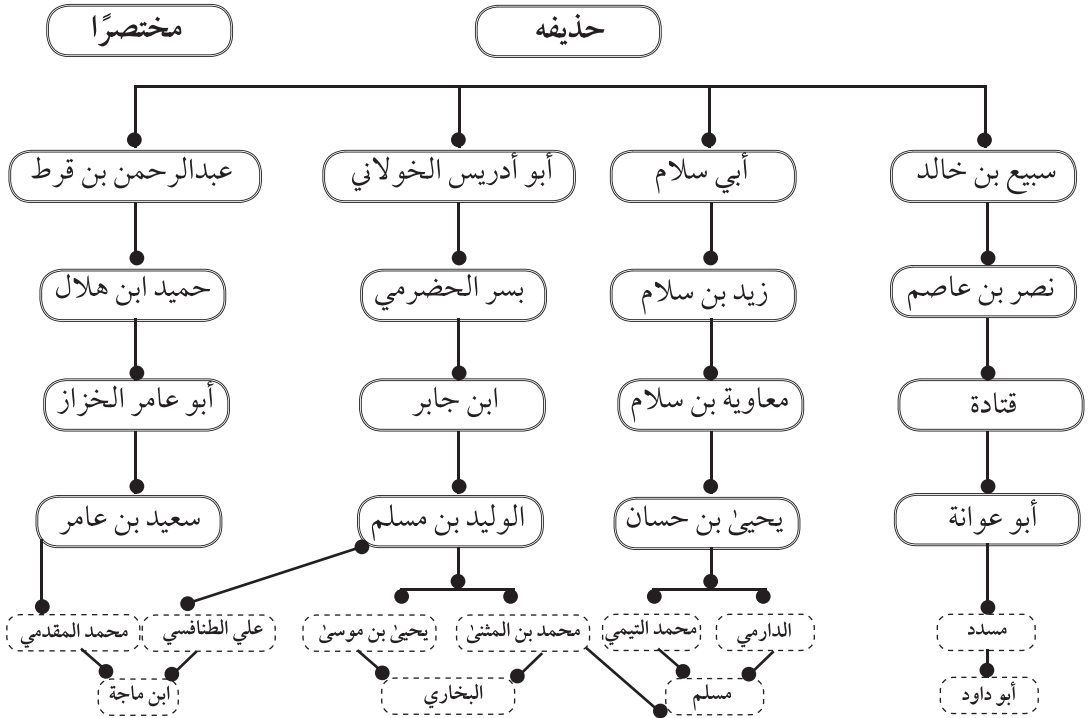 حذيفه
مختصرًا
سبيع بن خالد
أبي سلام
أبو أدريس الخولاني
عبدالرحمن بن قرط
نصر بن عاصم
زيد بن سلام
بسر الحضرمي
حميد ابن هلال
قتادة
معاوية بن سلام
ابن جابر
أبو عامر الخزاز
أبو عوانة
يحيىٰ بن حسان
الوليد بن مسلم
سعيد بن عامر
مسدد
الدارمي
محمد التيمي
محمد بن المثنىٰ
يحيىٰ بن موسىٰ
علي الطنافسي
محمد المقدمي
أبو داود
مسلم
البخاري
ابن ماجة